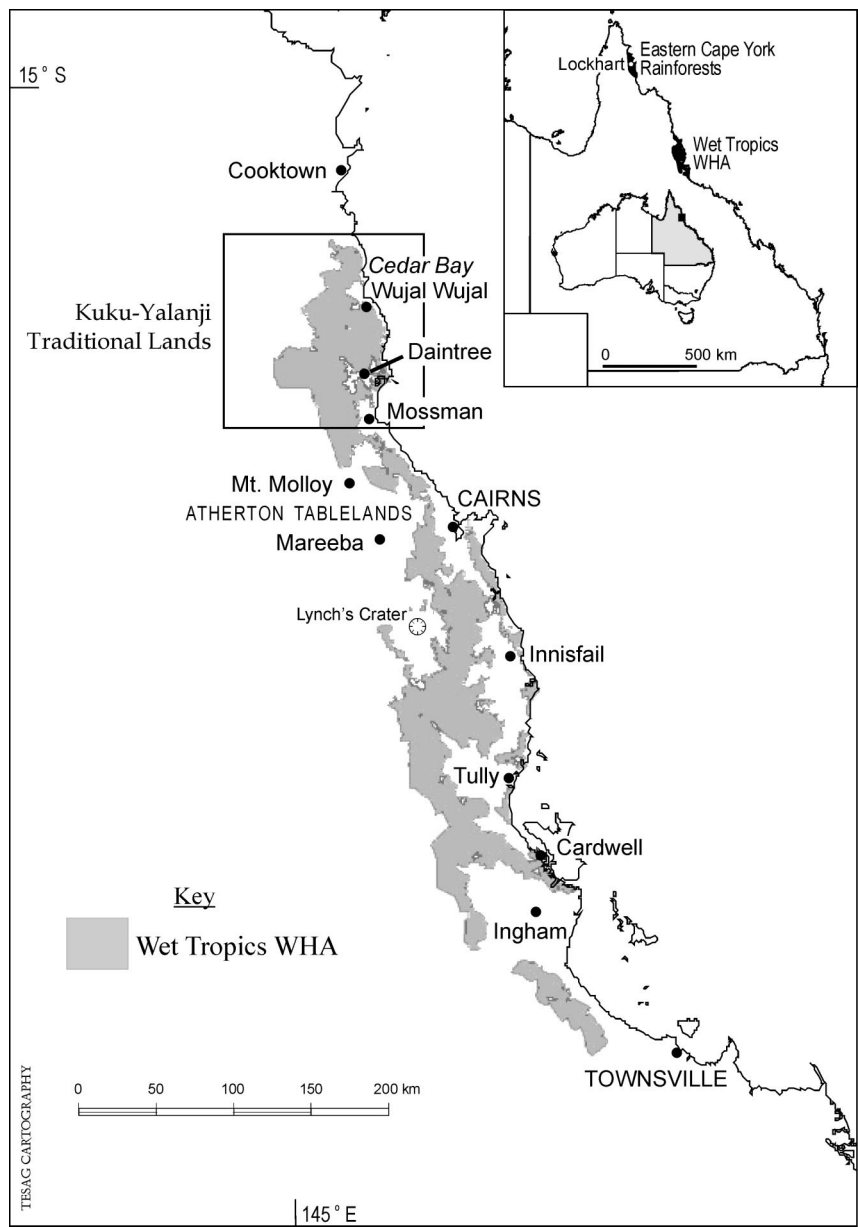 15° S
Lockhart
Eastern Cape York
Rainforests
Wet Tropics
WHA
0 500 km
Cooktown
Cedar Bay
Wujal Wujal
Kuku-Yalanji
Traditional Lands
Daintree
Mossman
Mt. Molloy
CAIRNS
ATHERTON TABLELANDS
Mareeba
Lynch's Crater
Innisfail
Tully
Cardwell
Key
Wet Tropics WHA
Ingham
TOWNSVILLE
0 50 100 150 200 km
TESAG CARTOGRAPHY
145° E